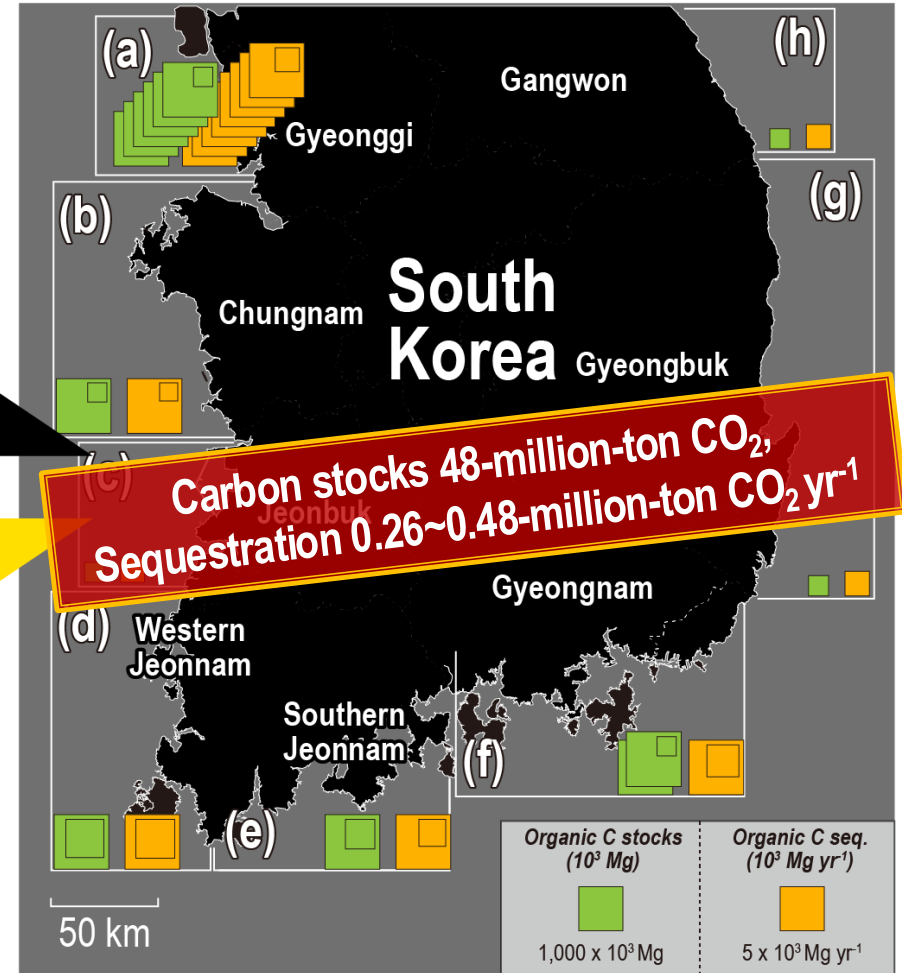 (a)
(h)
Gangwon
Gyeonggi
(b)
(g)
South
Korea
Chungnam
Gyeongbuk
(c)
Carbon stocks 48-million-ton CO₂,
Jeonbuk
Sequestration 0.26~0.48-million-ton CO₂ yr⁻¹
Gyeongnam
(d)
Western
Jeonnam
Southern
Jeonnam
(f)
(e)
Organic C stocks
(10³ Mg)
1,000 x 10³ Mg
Organic C seq.
(10³ Mg yr⁻¹)
5 x 10³ Mg yr⁻¹
50 km